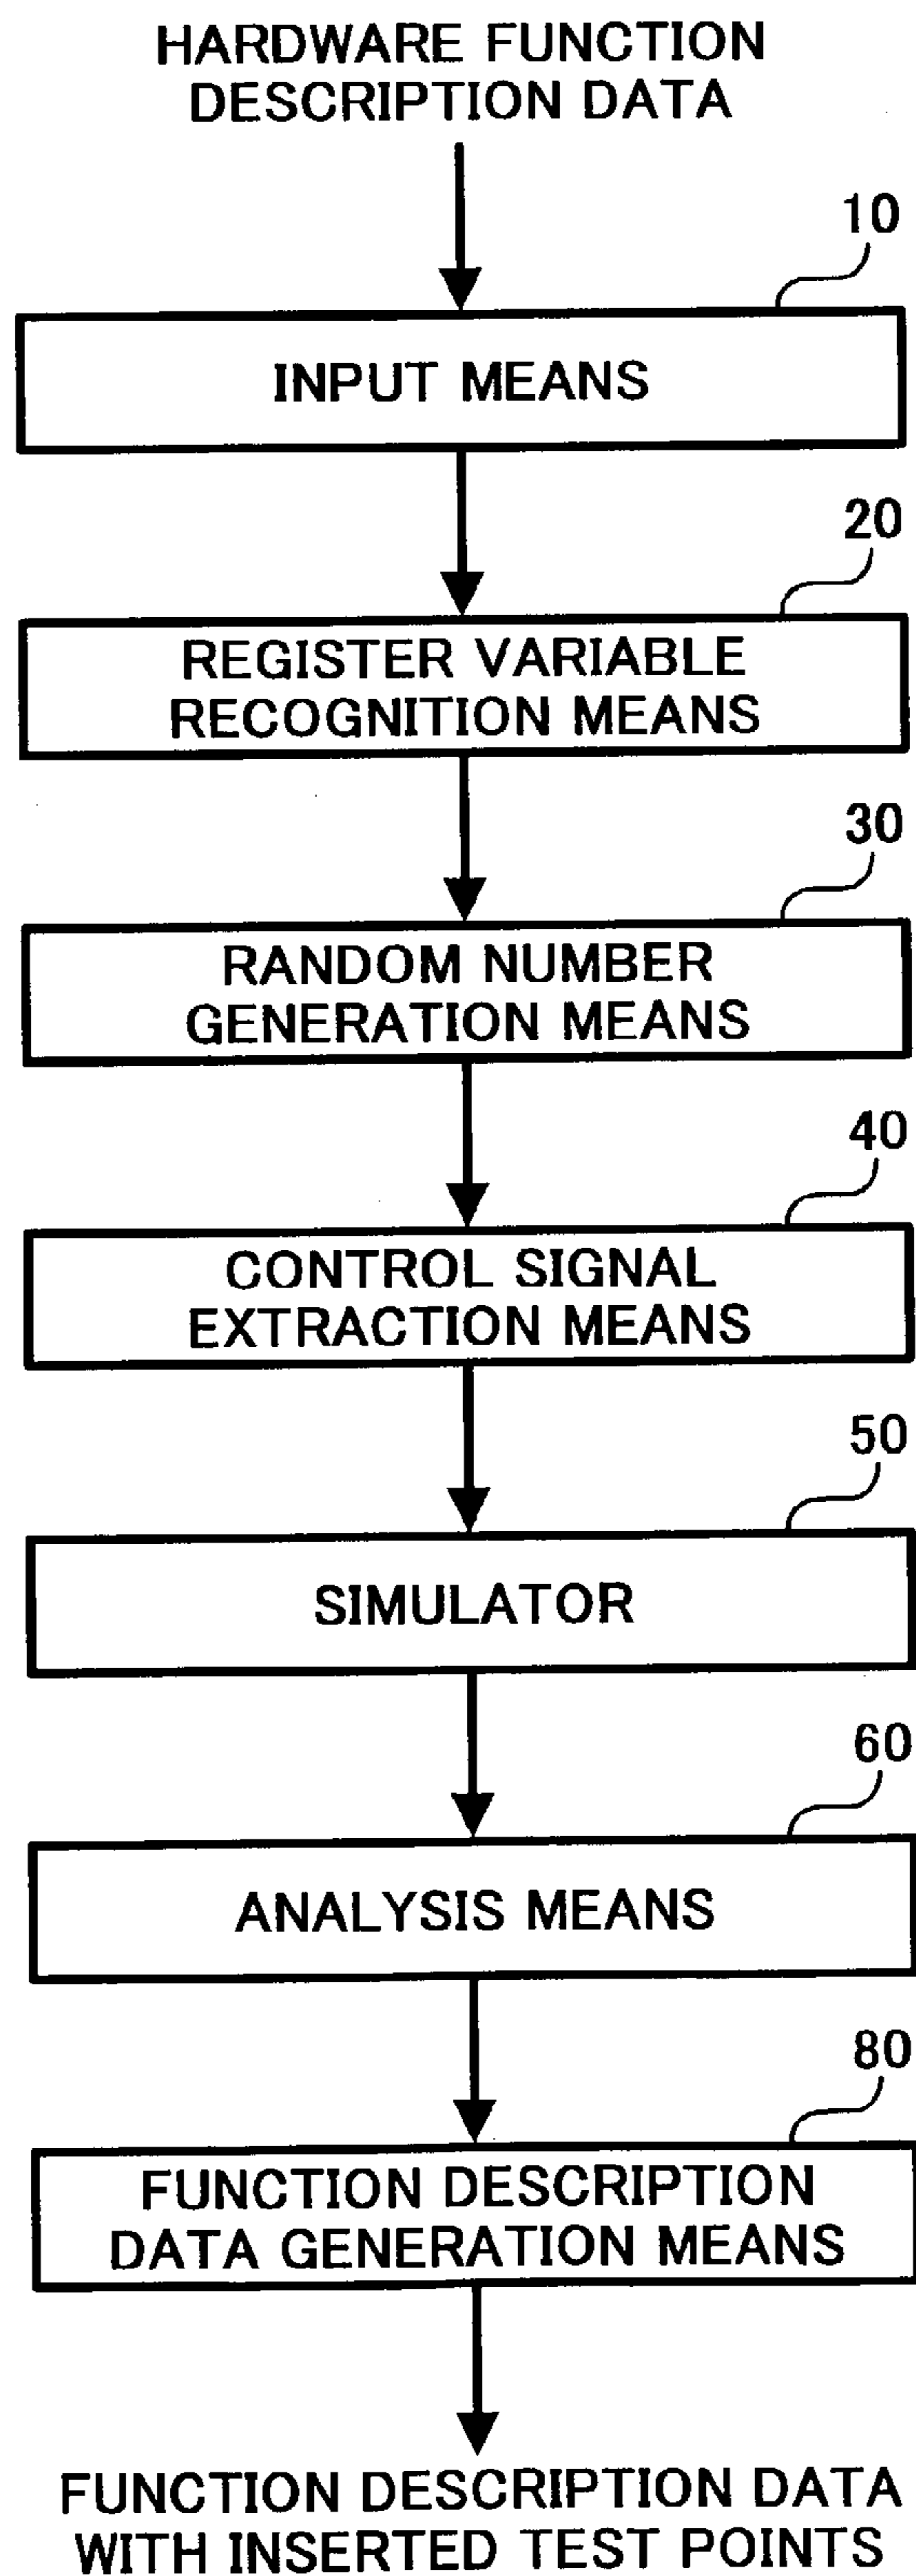 HARDWARE FUNCTION
DESCRIPTION DATA
10
INPUT MEANS
20
REGISTER VARIABLE
RECOGNITION MEANS
30
RANDOM NUMBER
GENERATION MEANS
40
CONTROL SIGNAL
EXTRACTION MEANS
50
SIMULATOR
60
ANALYSIS MEANS
80
FUNCTION DESCRIPTION
DATA GENERATION MEANS
FUNCTION DESCRIPTION DATA
WITH INSERTED TEST POINTS